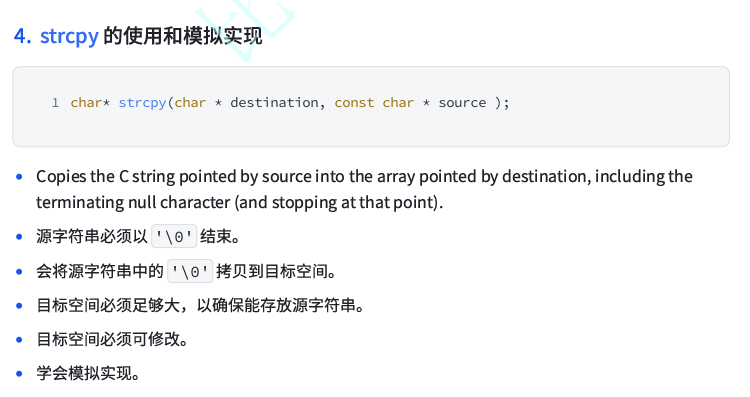 4. strcpy 的使用和模拟实现
1 char* strcpy(char * destination, const char * source );
Copies the C string pointed by source into the array pointed by destination, including the
terminating null character (and stopping at that point).
源字符串必须以 '\0' 结束。
会将源字符串中的 '\0' 拷贝到目标空间。
目标空间必须足够大，以确保能存放源字符串。
目标空间必须可修改。
学会模拟实现。